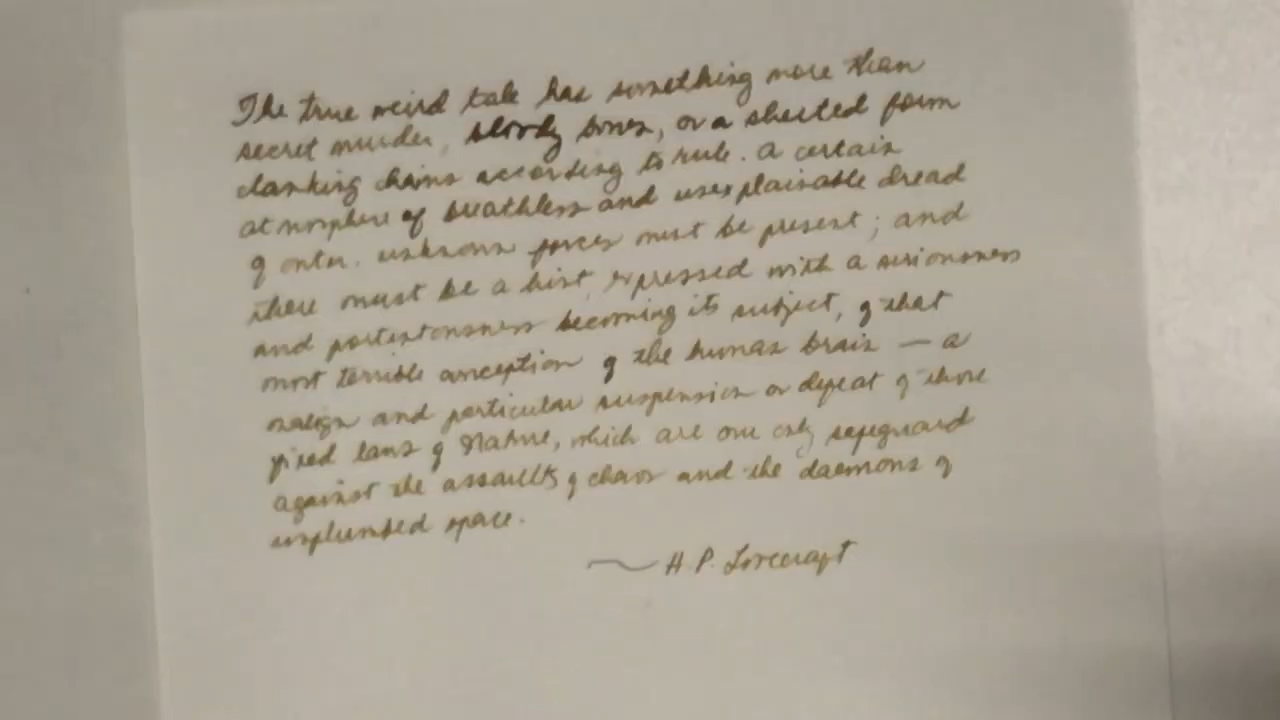 The true weird tale has something more than
secret murder, bloody bones, or a sheeted form
clanking chains according to rule. A certain
atmosphere of breathless and unexplainable dread
of outer, unknown forces must be present; and
there must be a hint, expressed with a seriousness
and portentousness becoming its subject, of that
most terrible conception of the human brain — a
malign and particular suspension or defeat of those
fixed laws of Nature, which are our only safeguard
against the assaults of chaos and the daemons of
unplumbed space.
~ H. P. Lovecraft